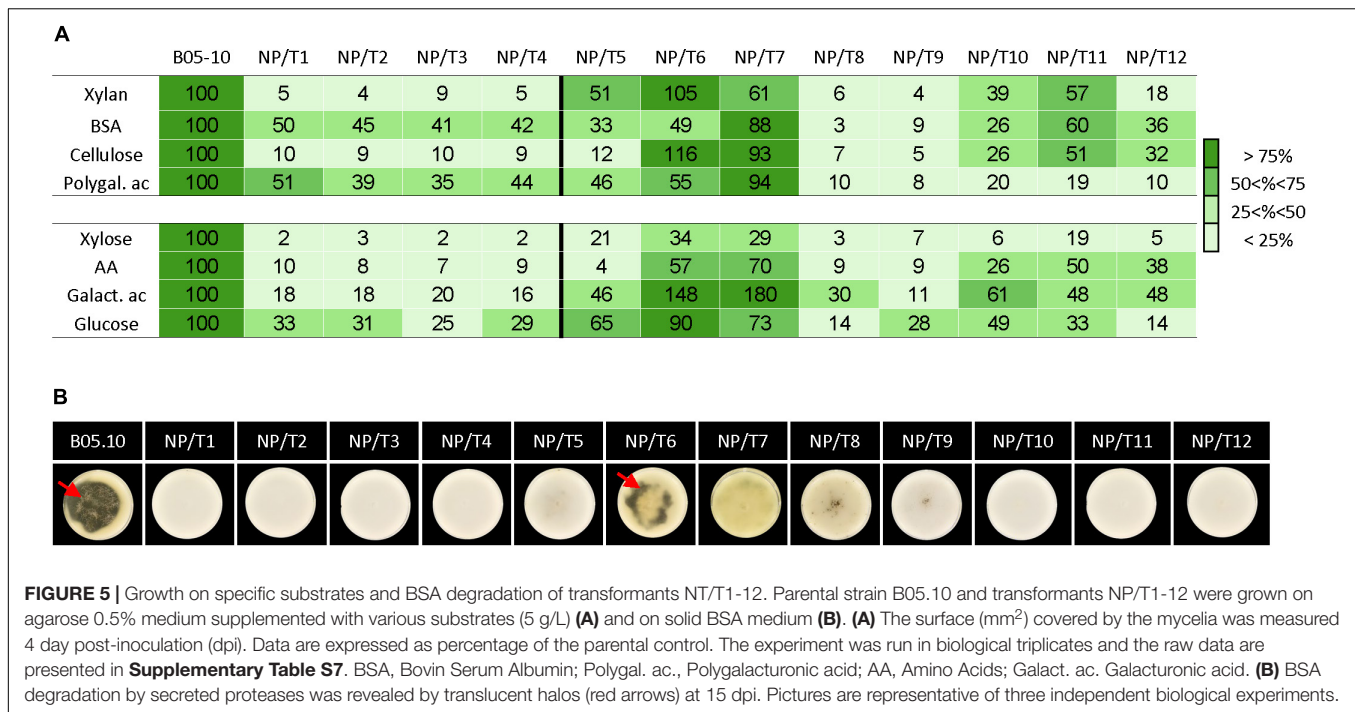 A
B05-10 NP/T1 NP/T2 NP/T3 NP/T4 NP/T5 NP/T6 NP/T7 NP/T8 NP/T9 NP/T10 NP/T11 NP/T12
Xylan 100 5 4 9 5 51 105 61 6 4 39 57 18
BSA 100 50 45 41 42 33 49 88 3 9 26 60 36
Cellulose 100 10 9 10 9 12 116 93 7 5 26 51 32
Polygal. ac 100 51 39 35 44 46 55 94 10 8 20 19 10
Xylose 100 2 3 2 2 21 34 29 3 7 6 19 5
AA 100 10 8 7 9 4 57 70 9 9 26 50 38
Galact. ac 100 18 18 20 16 46 148 180 30 11 61 48 48
Glucose 100 33 31 25 29 65 90 73 14 28 49 33 14
> 75%
50<%<75
25<%<50
< 25%
B
B05.10 NP/T1 NP/T2 NP/T3 NP/T4 NP/T5 NP/T6 NP/T7 NP/T8 NP/T9 NP/T10 NP/T11 NP/T12
FIGURE 5 | Growth on specific substrates and BSA degradation of transformants NT/T1-12. Parental strain B05.10 and transformants NP/T1-12 were grown on
agarose 0.5% medium supplemented with various substrates (5 g/L) (A) and on solid BSA medium (B). (A) The surface (mm²) covered by the mycelia was measured
4 day post-inoculation (dpi). Data are expressed as percentage of the parental control. The experiment was run in biological triplicates and the raw data are
presented in Supplementary Table S7. BSA, Bovin Serum Albumin; Polygal. ac., Polygalacturonic acid; AA, Amino Acids; Galact. ac. Galacturonic acid. (B) BSA
degradation by secreted proteases was revealed by translucent halos (red arrows) at 15 dpi. Pictures are representative of three independent biological experiments.